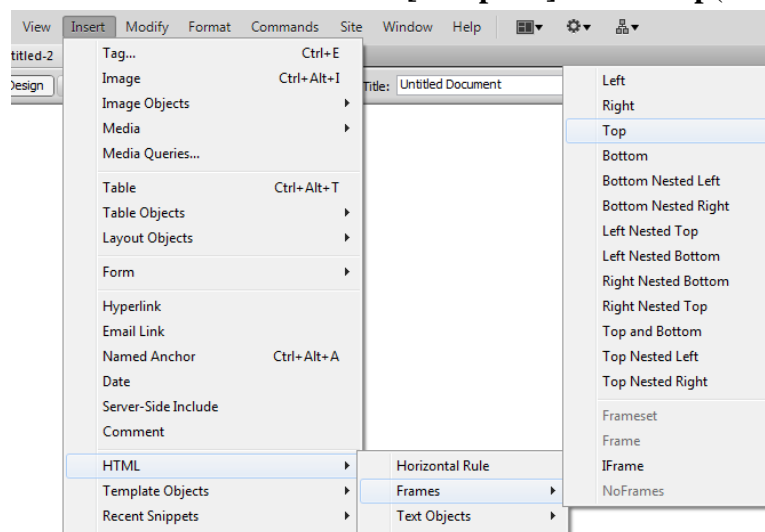 View Insert Modify Format Commands Site Window Help
titled-2
Design
Title: Untitled Document
Tag... Ctrl+E
Image Ctrl+Alt+I
Image Objects
Media
Media Queries...
Table Ctrl+Alt+T
Table Objects
Layout Objects
Form
Hyperlink
Email Link
Named Anchor Ctrl+Alt+A
Date
Server-Side Include
Comment
HTML
Template Objects
Recent Snippets
Horizontal Rule
Frames
Text Objects
Left
Right
Top
Bottom
Bottom Nested Left
Bottom Nested Right
Left Nested Top
Left Nested Bottom
Right Nested Bottom
Right Nested Top
Top and Bottom
Top Nested Left
Top Nested Right
Frameset
Frame
IFrame
NoFrames